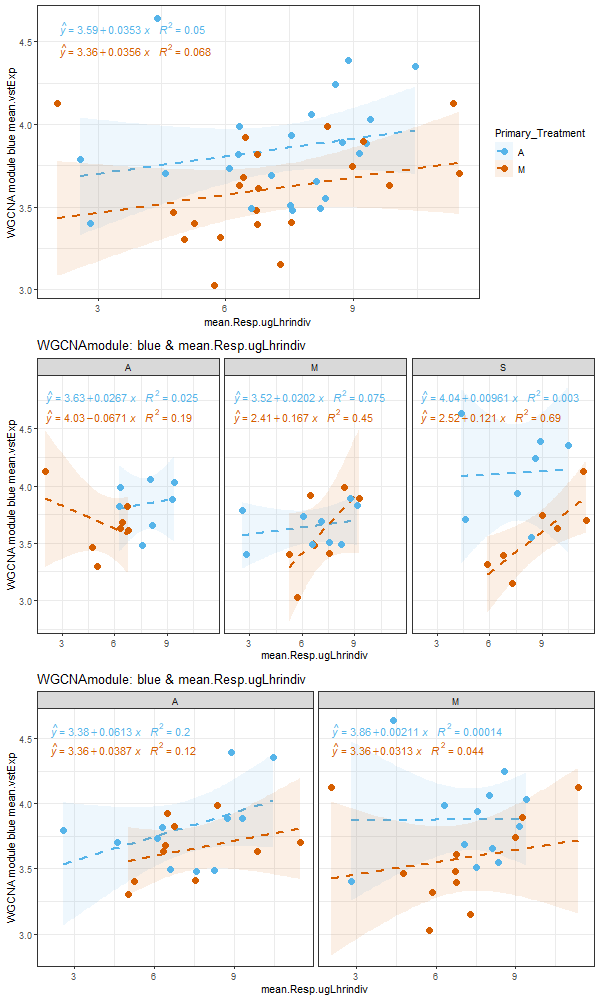 ŷ = 3.59 + 0.0353 x R² = 0.05
ŷ = 3.36 + 0.0356 x R² = 0.068
4.5
4.0
3.5
3.0
WGCNA module blue mean.vstExp
3 6 9
mean.Resp.ugLhrindiv
Primary_Treatment
A
M
WGCNAmodule: blue & mean.Resp.ugLhrindiv
A M S
ŷ = 3.63 + 0.0267 x R² = 0.025
ŷ = 4.03 − 0.0671 x R² = 0.19
ŷ = 3.52 + 0.0202 x R² = 0.075
ŷ = 2.41 + 0.167 x R² = 0.45
ŷ = 4.04 + 0.00961 x R² = 0.003
ŷ = 2.52 + 0.121 x R² = 0.69
4.5
4.0
3.5
3.0
WGCNA module blue mean.vstExp
3 6 9 3 6 9 3 6 9
mean.Resp.ugLhrindiv
WGCNAmodule: blue & mean.Resp.ugLhrindiv
A M
ŷ = 3.38 + 0.0613 x R² = 0.2
ŷ = 3.36 + 0.0387 x R² = 0.12
ŷ = 3.86 + 0.00211 x R² = 0.00014
ŷ = 3.36 + 0.0313 x R² = 0.044
4.5
4.0
3.5
3.0
WGCNA module blue mean.vstExp
3 6 9 3 6 9
mean.Resp.ugLhrindiv